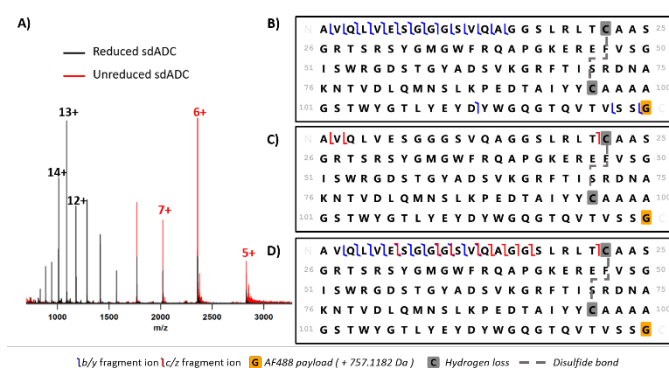 A)
Reduced sdADC
Unreduced sdADC
13+
14+
12+
6+
7+
5+
1000 2000 3000
m/z
B)
N A V Q L V E S G G G S V Q A G G S L R L T C A A S 25
26 G R T S R S Y G M G W F R Q A P G K E R E F V S G 50
51 I S W R G D S T G Y A D S V K G R F T I S R D N A 75
76 K N T V D L Q M N S L K P E D T A I Y Y C A A A S 100
101 G S T W Y G T L Y E Y D Y W G Q G T Q V T V S S G C
C)
N A V Q L V E S G G G S V Q A G G S L R L T C A A S 25
26 G R T S R S Y G M G W F R Q A P G K E R E F V S G 50
51 I S W R G D S T G Y A D S V K G R F T I S R D N A 75
76 K N T V D L Q M N S L K P E D T A I Y Y C A A A S 100
101 G S T W Y G T L Y E Y D Y W G Q G T Q V T V S S G C
D)
N A V Q L V E S G G G S V Q A G G S L R L T C A A S 25
26 G R T S R S Y G M G W F R Q A P G K E R E F V S G 50
51 I S W R G D S T G Y A D S V K G R F T I S R D N A 75
76 K N T V D L Q M N S L K P E D T A I Y Y C A A A S 100
101 G S T W Y G T L Y E Y D Y W G Q G T Q V T V S S G C
b/y fragment ion c/z fragment ion G AF488 payload ( + 757.1182 Da ) C Hydrogen loss Disulfide bond